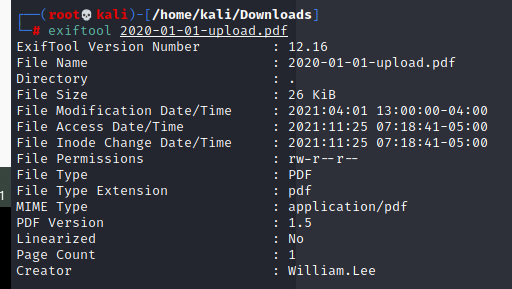 ┌──(root💀kali)-[/home/kali/Downloads]
└─# exiftool 2020-01-01-upload.pdf
ExifTool Version Number         : 12.16
File Name                       : 2020-01-01-upload.pdf
Directory                       : .
File Size                       : 26 KiB
File Modification Date/Time     : 2021:04:01 13:00:00-04:00
File Access Date/Time           : 2021:11:25 07:18:41-05:00
File Inode Change Date/Time     : 2021:11:25 07:18:41-05:00
File Permissions                : rw-r--r--
File Type                       : PDF
File Type Extension             : pdf
1
MIME Type                       : application/pdf
PDF Version                     : 1.5
Linearized                      : No
Page Count                      : 1
Creator                         : William.Lee